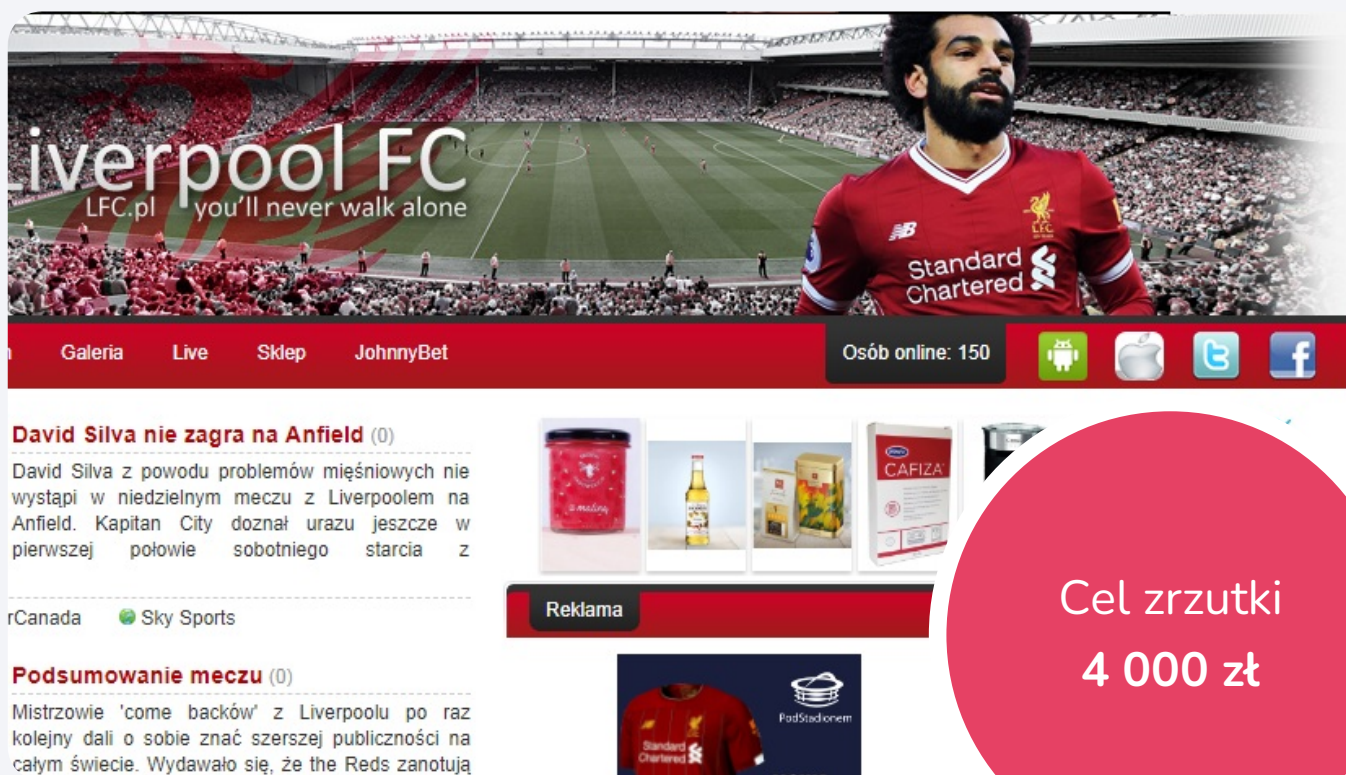 Liverpool FC
LFC.pl you'll never walk alone
LFC
Standard
Chartered
Galeria Live Sklep JohnnyBet
Osób online: 150
David Silva nie zagra na Anfield (0)
David Silva z powodu problemów mięśniowych nie
wystąpi w niedzielnym meczu z Liverpoolem na
Anfield. Kapitan City doznał urazu jeszcze w
pierwszej połowie sobotniego starcia z
rCanada Sky Sports
Podsumowanie meczu (0)
Mistrzowie 'come backów' z Liverpoolu po raz
kolejny dali o sobie znać szerszej publiczności na
całym świecie. Wydawało się, że the Reds zanotują
z maliną
CAFIZA
Reklama
PodStadionem
Standard
Chartered
Cel zrzutki
4 000 zł